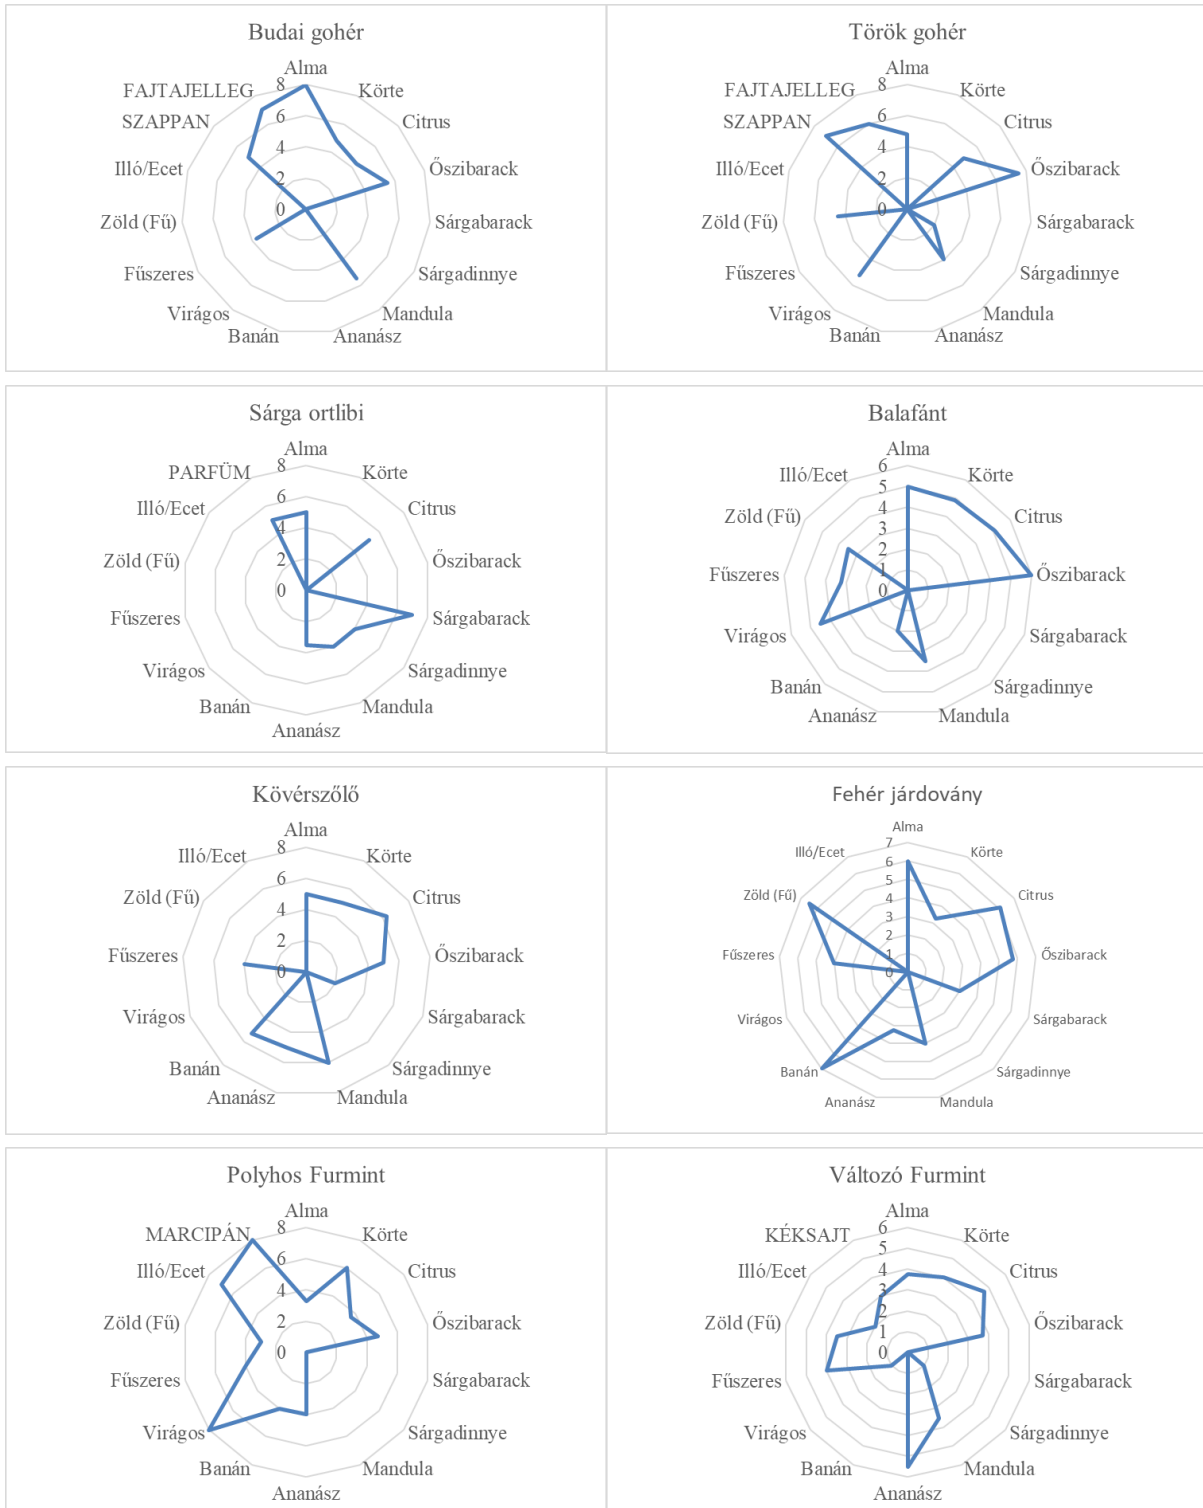 Budai gohér
Alma
Körte
Citrus
Őszibarack
Sárgabarack
Sárgadinnye
Mandula
Ananász
Banán
Virágos
Fűszeres
Zöld (Fű)
Illó/Ecet
SZAPPAN
FAJTAJELLEG
8
6
4
2
0
Török gohér
Alma
Körte
Citrus
Őszibarack
Sárgabarack
Sárgadinnye
Mandula
Ananász
Banán
Virágos
Fűszeres
Zöld (Fű)
Illó/Ecet
SZAPPAN
FAJTAJELLEG
8
6
4
2
0
Sárga ortlibi
Alma
Körte
Citrus
Őszibarack
Sárgabarack
Sárgadinnye
Mandula
Ananász
Banán
Virágos
Fűszeres
Zöld (Fű)
Illó/Ecet
PARFÜM
8
6
4
2
0
Balafánt
Alma
Körte
Citrus
Őszibarack
Sárgabarack
Sárgadinnye
Mandula
Ananász
Banán
Virágos
Fűszeres
Zöld (Fű)
Illó/Ecet
6
5
4
3
2
1
0
Kövérszőlő
Alma
Körte
Citrus
Őszibarack
Sárgabarack
Sárgadinnye
Mandula
Ananász
Banán
Virágos
Fűszeres
Zöld (Fű)
Illó/Ecet
8
6
4
2
0
Fehér járdovány
Alma
Körte
Citrus
Őszibarack
Sárgabarack
Sárgadinnye
Mandula
Ananász
Banán
Virágos
Fűszeres
Zöld (Fű)
Illó/Ecet
7
6
5
4
3
2
1
0
Polyhos Furmint
Alma
Körte
Citrus
Őszibarack
Sárgabarack
Sárgadinnye
Mandula
Ananász
Banán
Virágos
Fűszeres
Zöld (Fű)
Illó/Ecet
MARCIPÁN
8
6
4
2
0
Változó Furmint
Alma
Körte
Citrus
Őszibarack
Sárgabarack
Sárgadinnye
Mandula
Ananász
Banán
Virágos
Fűszeres
Zöld (Fű)
Illó/Ecet
KÉKSAJT
6
5
4
3
2
1
0